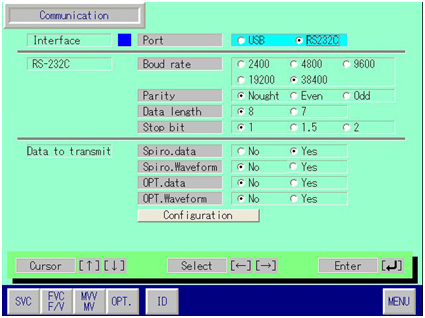 Communication
Interface Port USB RS232C
RS-232C Boud rate 2400 4800 9600
19200 38400
Parity Nought Even Odd
Data length 8 7
Stop bit 1 1.5 2
Data to transmit Spiro.data No Yes
Spiro.Waveform No Yes
OPT.data No Yes
OPT.Waveform No Yes
Configuration
Cursor [↑][↓] Select [←][→] Enter [↵]
SVC FVC F/V MVV MV OPT. ID MENU